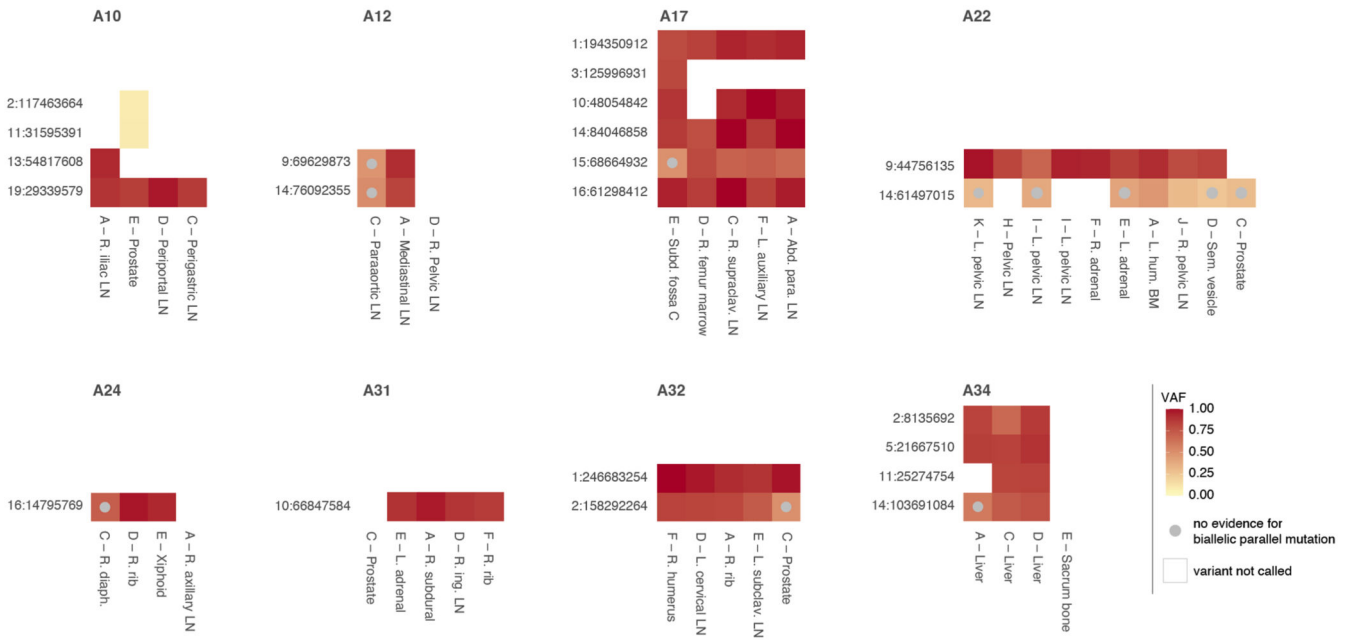 A10
2:117463664
11:31595391
13:54817608
19:29339579
A – R. iliac LN
E – Prostate
D – Periportal LN
C – Perigastric LN
A12
9:69629873
14:76092355
C – Paraaortic LN
A – Mediastinal LN
D – R. Pelvic LN
A17
1:194350912
3:125996931
10:48054842
14:84046858
15:68664932
16:61298412
E – Subd. fossa C
D – R. femur marrow
C – R. supraclav. LN
F – L. auxiliary LN
A – Abd. para. LN
A22
9:44756135
14:61497015
K – L. pelvic LN
H – Pelvic LN
I – L. pelvic LN
I – L. pelvic LN
F – R. adrenal
E – L. adrenal
A – L. hum. BM
J – R. pelvic LN
D – Sem. vesicle
C – Prostate
A24
16:14795769
C – R. diaph.
D – R. rib
E – Xiphoid
A – R. axillary LN
A31
10:66847584
C – Prostate
E – L. adrenal
A – R. subdural
D – R. ing. LN
F – R. rib
A32
1:246683254
2:158292264
F – R. humerus
D – L. cervical LN
A – R. rib
E – L. subclav. LN
C – Prostate
A34
2:8135692
5:21667510
11:25274754
14:103691084
A – Liver
C – Liver
D – Liver
E – Sacrum bone
VAF
1.00
0.75
0.50
0.25
0.00
no evidence for
biallelic parallel mutation
variant not called